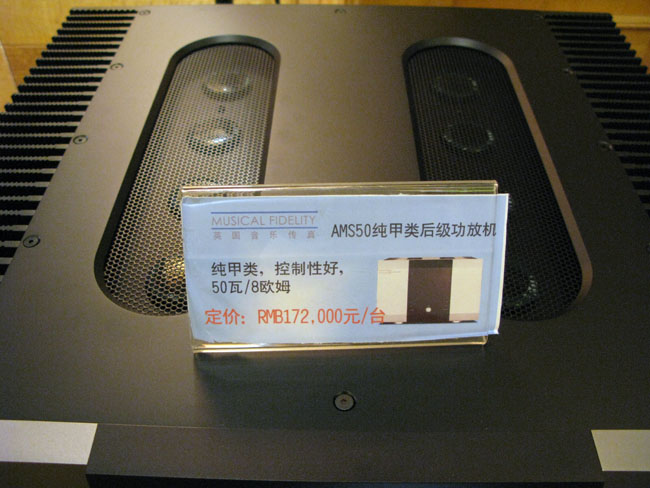 MUSICAL FIDELITY
英国音乐传真
AMS50纯甲类后级功放机
纯甲类，控制性好，
50瓦/8欧姆
定价：RMB172,000元/台